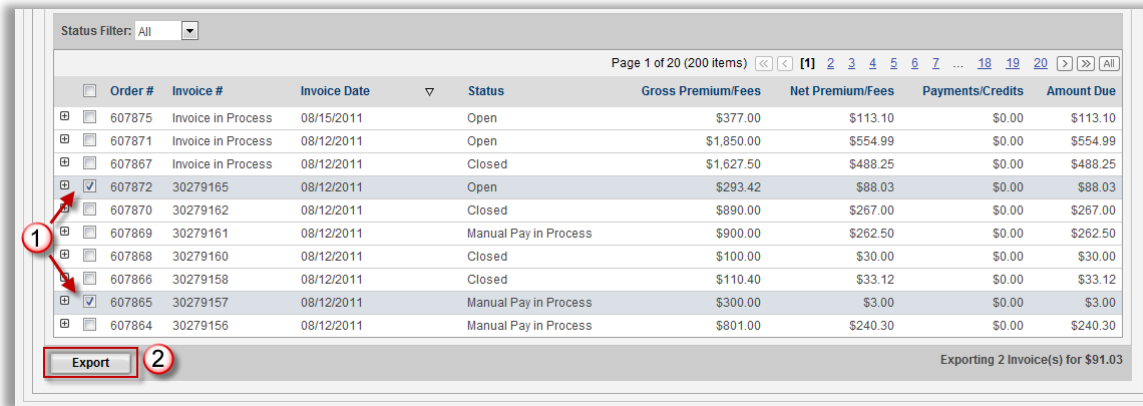 Status Filter: All
Page 1 of 20 (200 items) [1] 2 3 4 5 6 7 ... 18 19 20 All
Order # Invoice # Invoice Date Status Gross Premium/Fees Net Premium/Fees Payments/Credits Amount Due
607875 Invoice in Process 08/15/2011 Open $377.00 $113.10 $0.00 $113.10
607871 Invoice in Process 08/12/2011 Open $1,850.00 $554.99 $0.00 $554.99
607867 Invoice in Process 08/12/2011 Closed $1,627.50 $488.25 $0.00 $488.25
607872 30279165 08/12/2011 Open $293.42 $88.03 $0.00 $88.03
607870 30279162 08/12/2011 Closed $890.00 $267.00 $0.00 $267.00
1 607869 30279161 08/12/2011 Manual Pay in Process $900.00 $262.50 $0.00 $262.50
607868 30279160 08/12/2011 Closed $100.00 $30.00 $0.00 $30.00
607866 30279158 08/12/2011 Closed $110.40 $33.12 $0.00 $33.12
607865 30279157 08/12/2011 Manual Pay in Process $300.00 $3.00 $0.00 $3.00
607864 30279156 08/12/2011 Manual Pay in Process $801.00 $240.30 $0.00 $240.30
Export 2 Exporting 2 Invoice(s) for $91.03